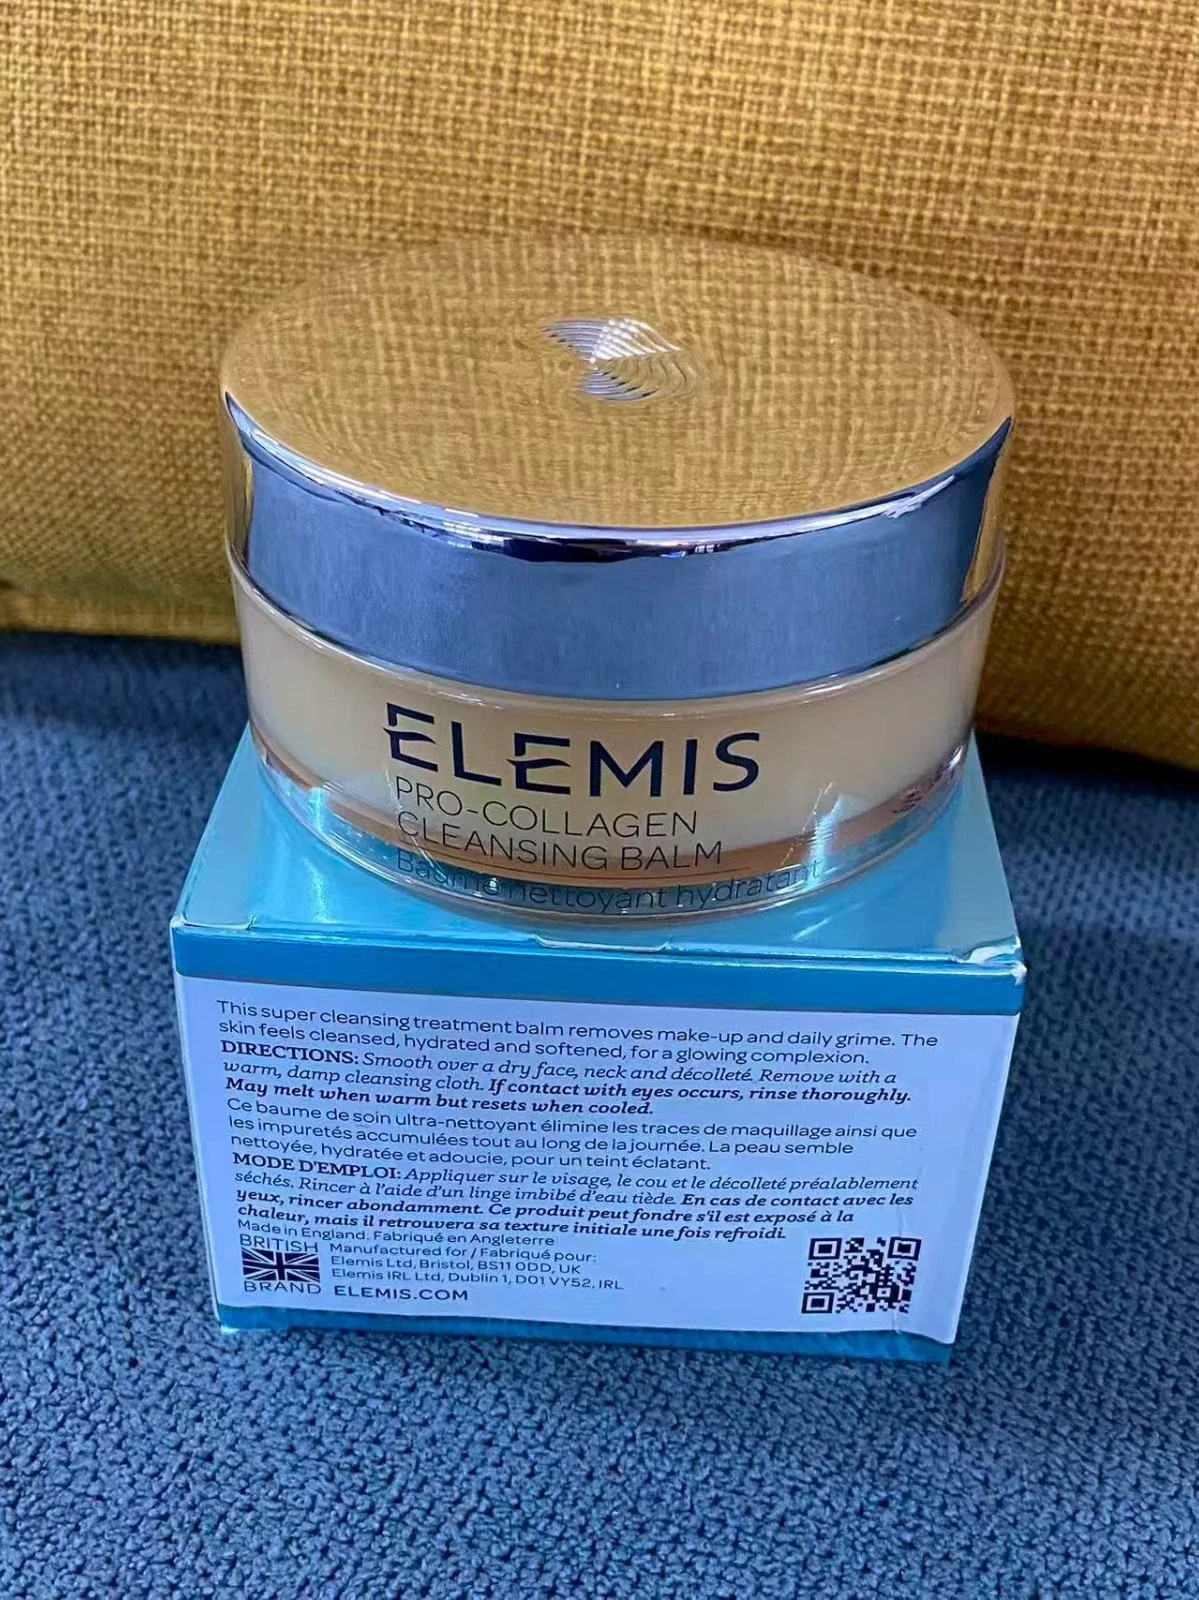 ELEMIS
PRO-COLLAGEN
CLEANSING BALM
Baume nettoyant hydratant
This super cleansing treatment balm removes make-up and daily grime. The
skin feels cleansed, hydrated and softened, for a glowing complexion.
DIRECTIONS: Smooth over a dry face, neck and décolleté. Remove with a
warm, damp cleansing cloth. If contact with eyes occurs, rinse thoroughly.
May melt when warm but resets when cooled.
Ce baume de soin ultra-nettoyant élimine les traces de maquillage ainsi que
les impuretés accumulées tout au long de la journée. La peau semble
nettoyée, hydratée et adoucie, pour un teint éclatant.
MODE D'EMPLOI: Appliquer sur le visage, le cou et le décolleté préalablement
séchés. Rincer à l'aide d'un linge imbibé d'eau tiède. En cas de contact avec les
yeux, rincer abondamment. Ce produit peut fondre s'il est exposé à la
chaleur, mais il retrouvera sa texture initiale une fois refroidi.
Made in England. Fabriqué en Angleterre
BRITISH
BRAND
Manufactured for / Fabriqué pour:
Elemis Ltd, Bristol, BS11 0DD, UK
Elemis IRL Ltd, Dublin 1, D01 VY52, IRL
ELEMIS.COM